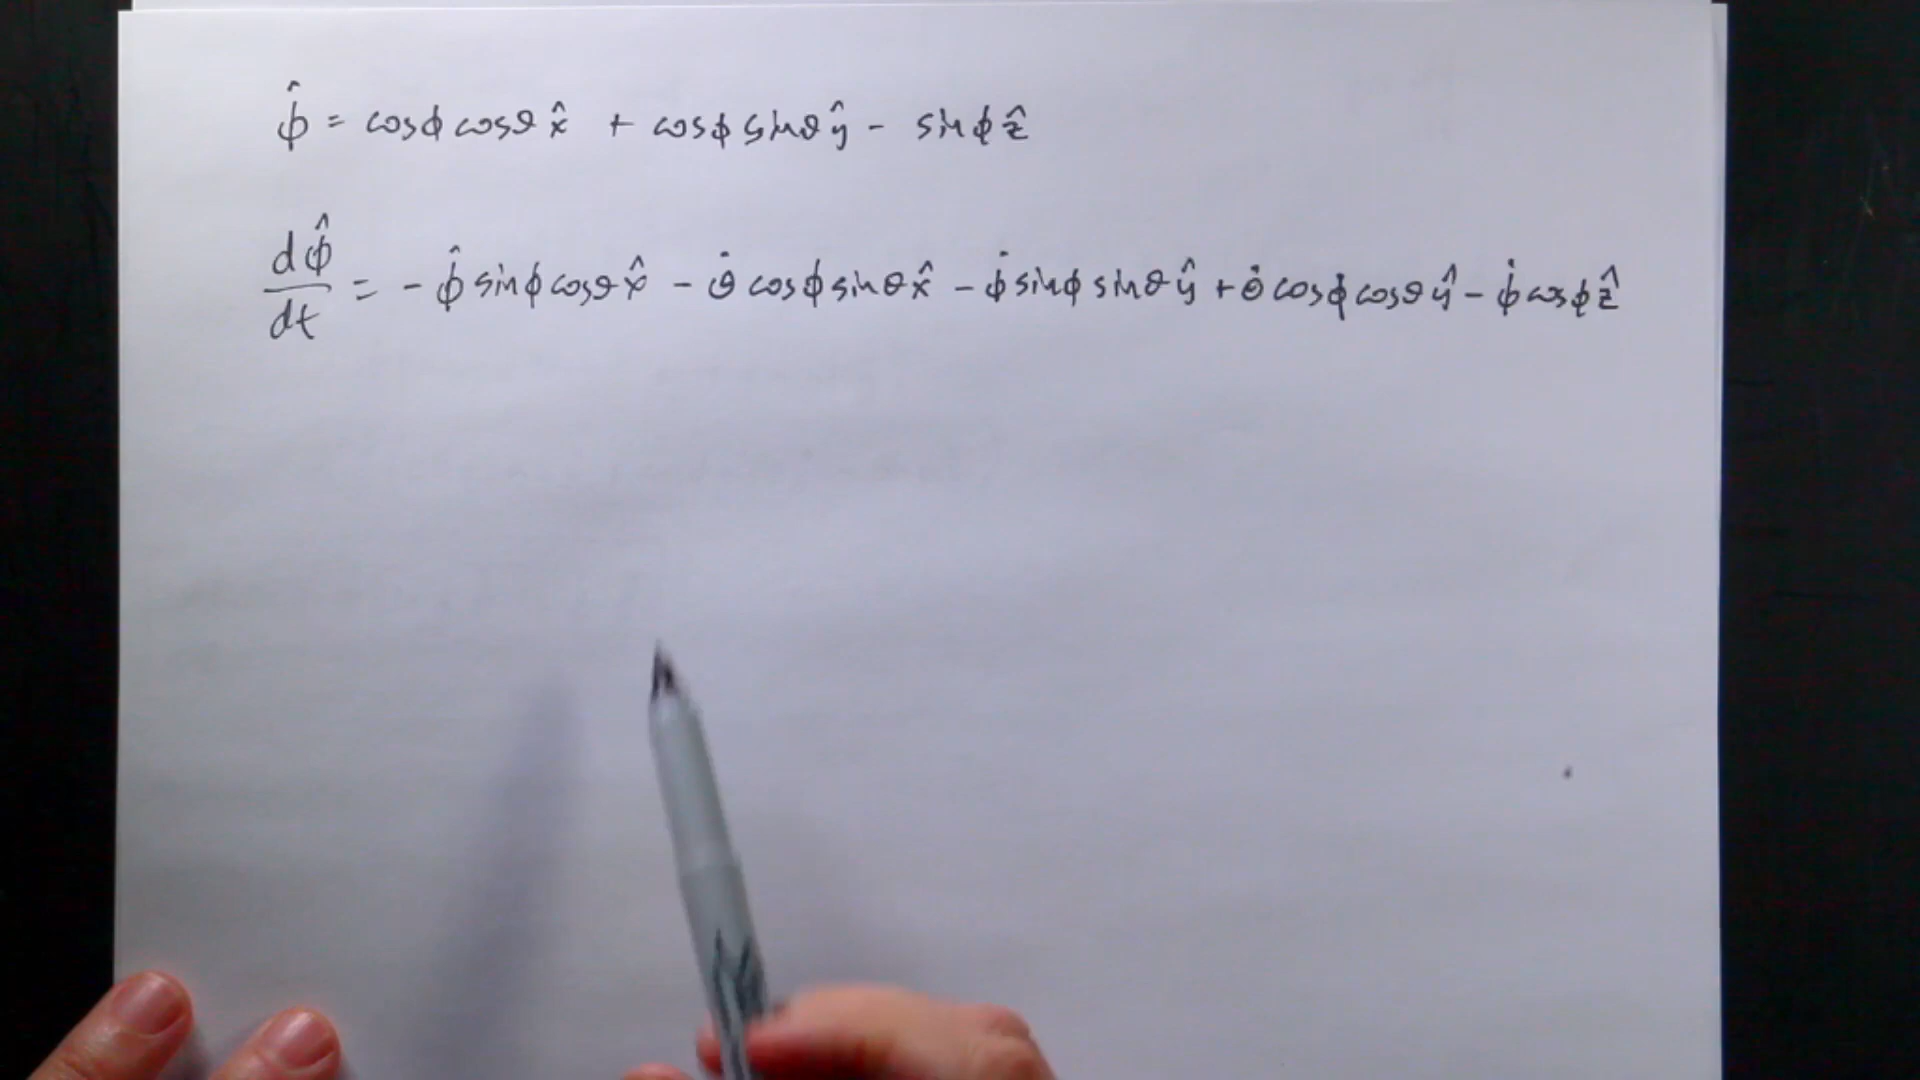 ϕ̂ = cosϕ cosθ x̂ + cosϕ sinθ ŷ - sinϕ ẑ
dϕ̂/dt = - ϕ̂ sinϕ cosθ x̂ - θ̇ cosϕ sinθ x̂ - ϕ̇ sinϕ sinθ ŷ + θ̇ cosϕ cosθ ŷ - ϕ̇ cosϕ ẑ